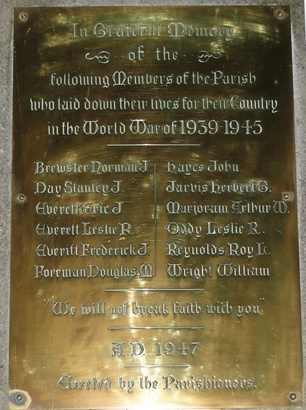 In Grateful Memory
of the
following Members of the Parish
who laid down their lives for their Country
in the World War of 1939-1945
Brewster Norman J. Hayes John
Day Stanley J. Jarvis Herbert G.
Everett Eric J. Marjoram Arthur W.
Everett Leslie R. Oddy Leslie R.
Everitt Frederick J. Reynolds Roy L.
Foreman Douglas M. Wright William
"We will not break faith with you"
A.D. 1947
Erected by the Parishioners.